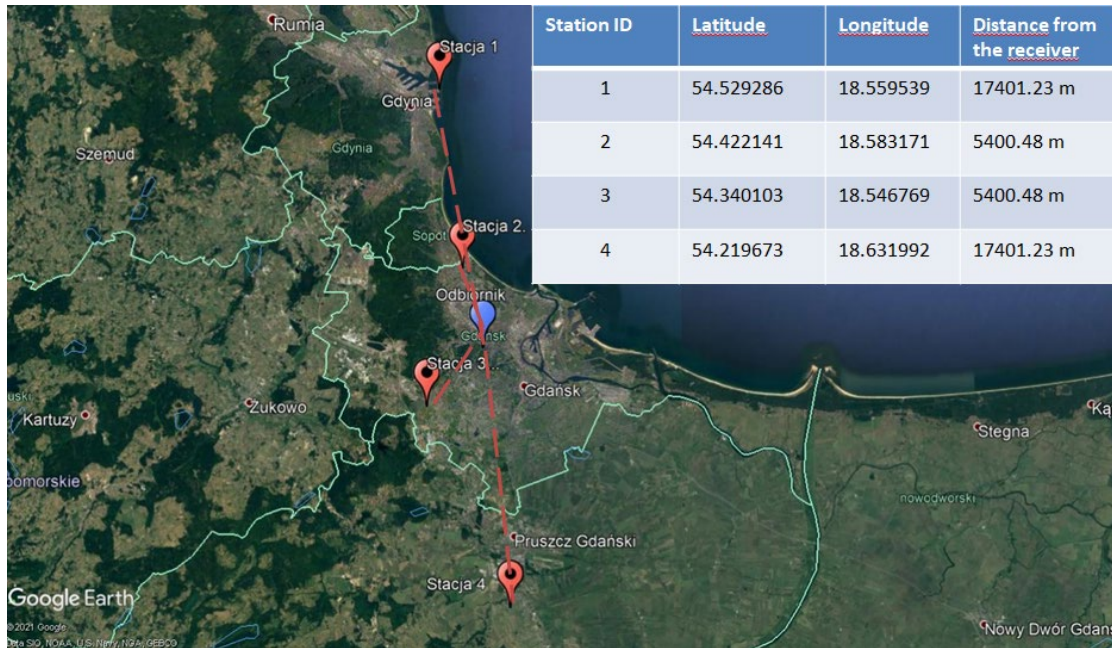 Rumia
Stacja 1
Gdynia
Szemud
Gdynia
Sopot
Stacja 2.
Odbiornik
Gdańsk
Stacja 3...
Gdańsk
Żukowo
Kartuzy
Stegna
nowodworski
pomorskie
Pruszcz Gdański
Stacja 4
Google Earth
©2021 Google
Data SIO, NOAA, U.S. Navy, NGA, GEBCO
Nowy Dwór Gdańs
Station ID Latitude Longitude Distance from
the receiver
1 54.529286 18.559539 17401.23 m
2 54.422141 18.583171 5400.48 m
3 54.340103 18.546769 5400.48 m
4 54.219673 18.631992 17401.23 m